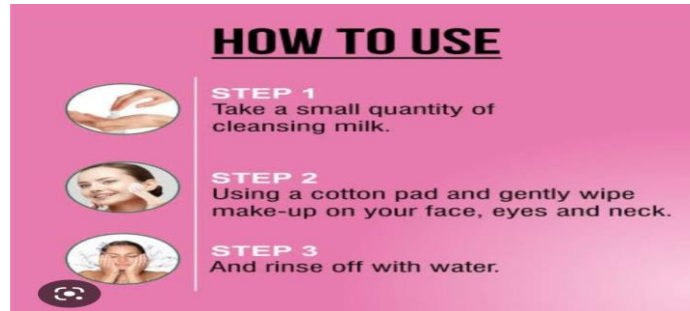 HOW TO USE
STEP 1
Take a small quantity of
cleansing milk.
STEP 2
Using a cotton pad and gently wipe
make-up on your face, eyes and neck.
STEP 3
And rinse off with water.